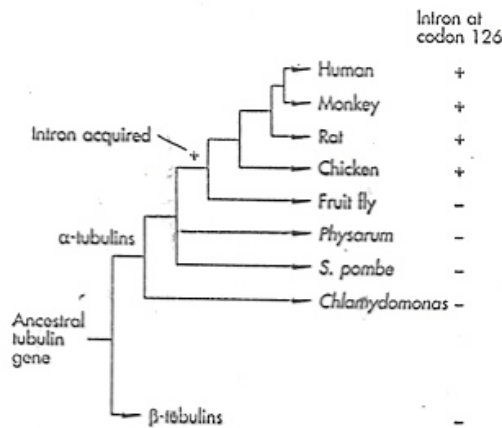 Intron at
codon 126
Human +
Monkey +
Intron acquired + Rat +
Chicken +
Fruit fly –
α-tubulins Physarum –
S. pombe –
Chlamydomonas –
Ancestral
tubulin
gene
β-tubulins –